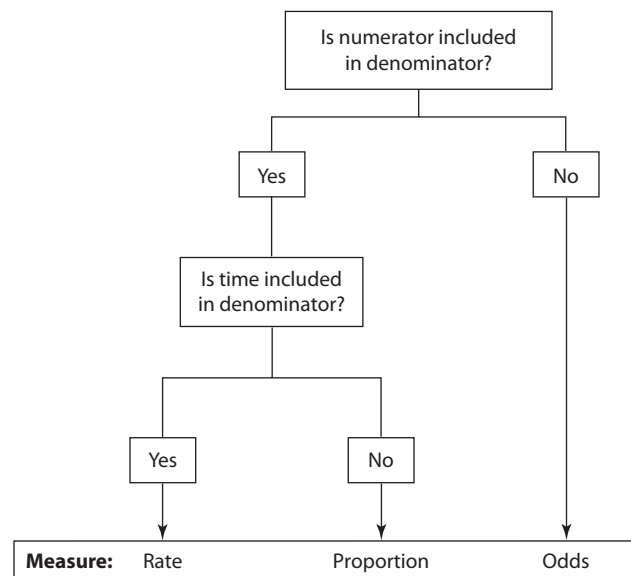 Is numerator included
in denominator?
Yes
No
Is time included
in denominator?
Yes
No
Measure: Rate Proportion Odds